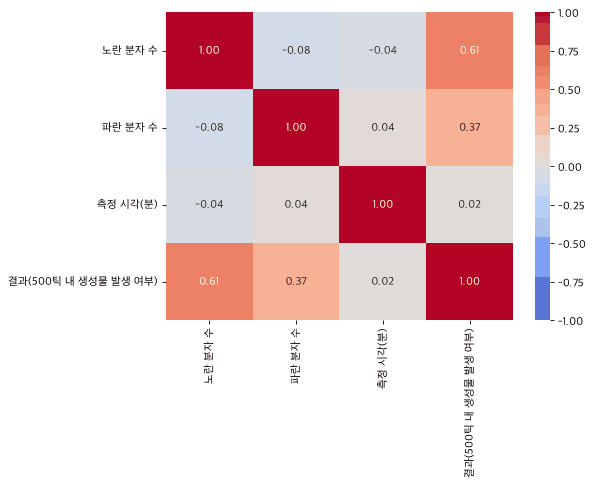 노란 분자 수
파란 분자 수
측정 시각(분)
결과(500틱 내 생성물 발생 여부)
1.00 -0.08 -0.04 0.61
-0.08 1.00 0.04 0.37
-0.04 0.04 1.00 0.02
0.61 0.37 0.02 1.00
노란 분자 수
파란 분자 수
측정 시각(분)
결과(500틱 내 생성물 발생 여부)
1.00
0.75
0.50
0.25
0.00
-0.25
-0.50
-0.75
-1.00